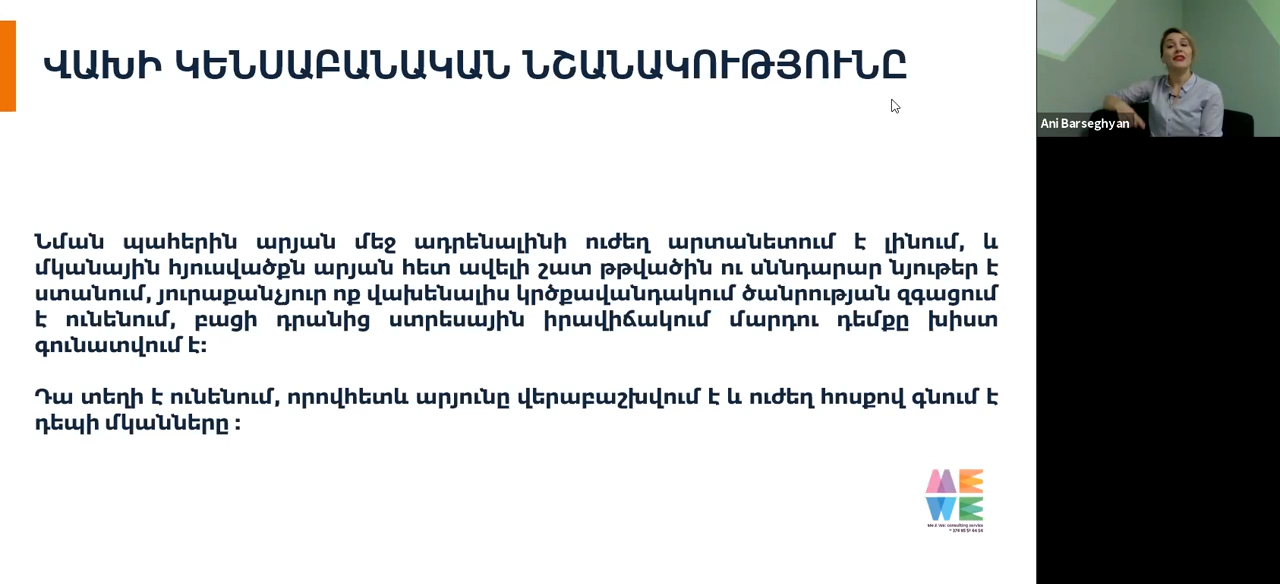 ՎԱԽԻ ԿԵՆՍԱԲԱՆԱԿԱՆ ՆՇԱՆԱԿՈՒԹՅՈՒՆԸ
Ani Barseghyan
Նման պահերին արյան մեջ ադրենալինի ուժեղ արտանետում է լինում, և
մկանային հյուսվածքն արյան հետ ավելի շատ թթվածին ու սննդարար նյութեր է
ստանում, յուրաքանչյուր ոք վախենալիս կրծքավանդակում ծանրության զգացում
է ունենում, բացի դրանից ստրեսային իրավիճակում մարդու դեմքը խիստ
գունատվում է:
Դա տեղի է ունենում, որովհետև արյունը վերաբաշխվում է և ուժեղ հոսքով գնում է
դեպի մկանները :
ME
WE